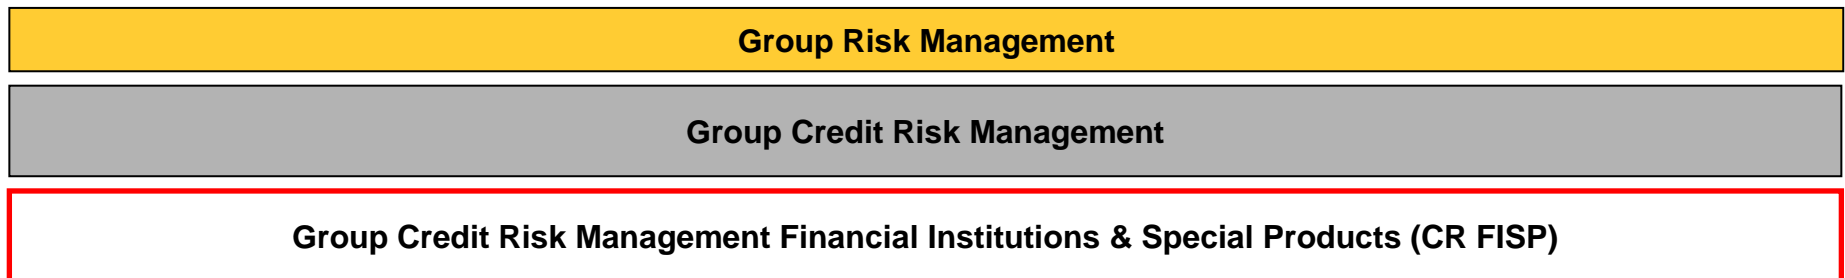 Group Risk Management
Group Credit Risk Management
Group Credit Risk Management Financial Institutions & Special Products (CR FISP)